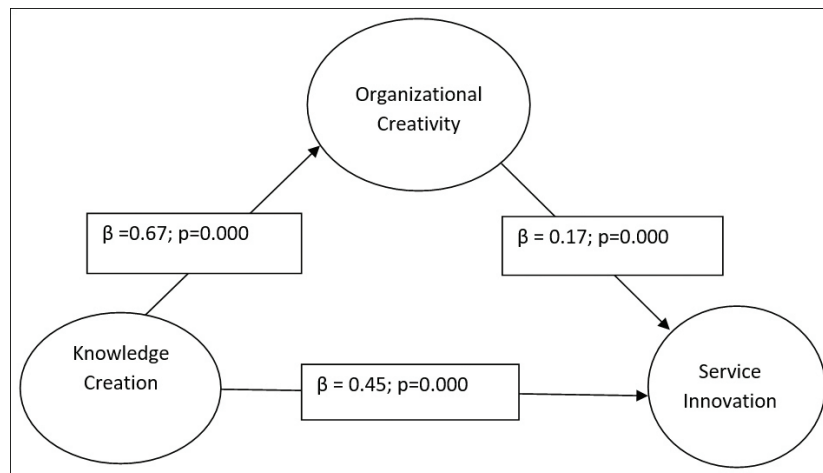 Organizational
Creativity
β =0.67; p=0.000
β = 0.17; p=0.000
Knowledge
Creation
β = 0.45; p=0.000
Service
Innovation